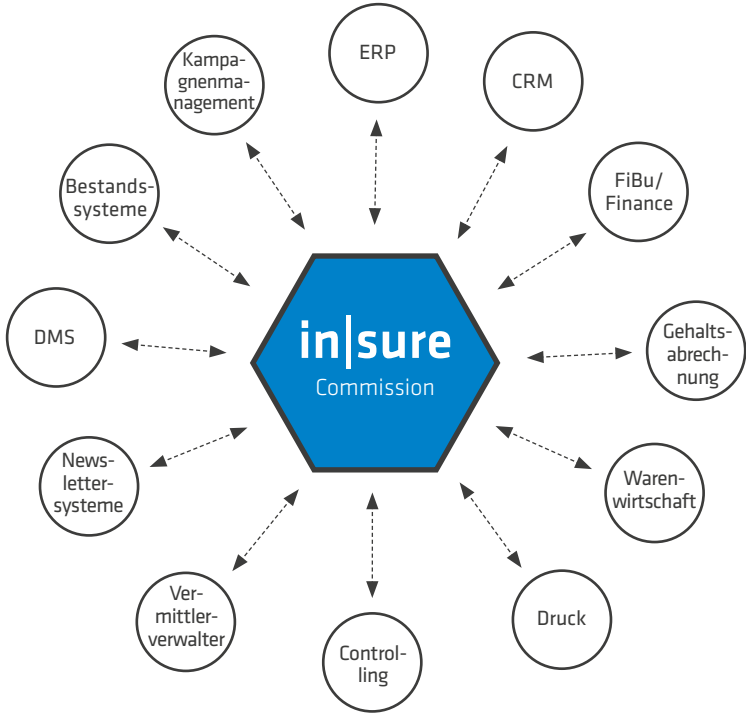 ERP
CRM
FiBu/
Finance
Gehalts-
abrech-
nung
Waren-
wirtschaft
Druck
Control-
ling
Ver-
mittler-
verwalter
News-
letter-
systeme
DMS
Bestands-
systeme
Kampa-
gnenma-
nagement
in|sure
Commission